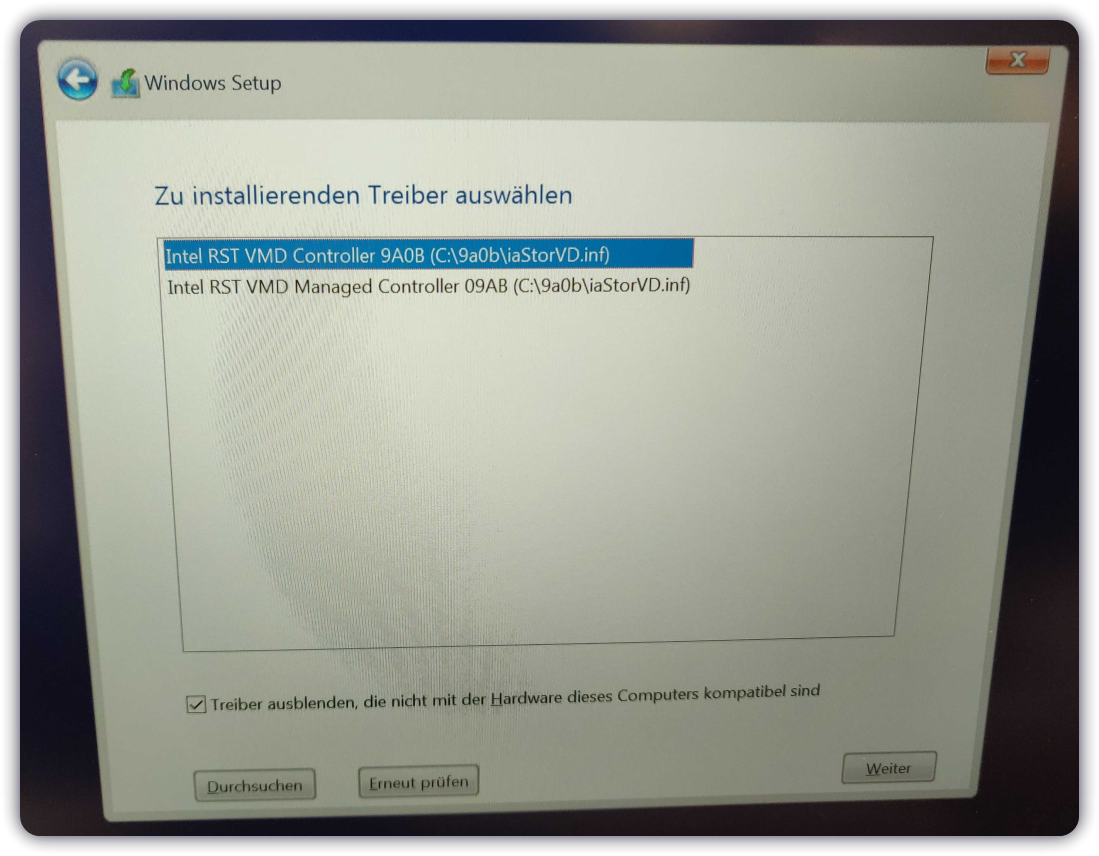 Windows Setup
Zu installierenden Treiber auswählen
Intel RST VMD Controller 9A0B (C:\9a0b\iaStorVD.inf)
Intel RST VMD Managed Controller 09AB (C:\9a0b\iaStorVD.inf)
Treiber ausblenden, die nicht mit der Hardware dieses Computers kompatibel sind
Durchsuchen
Erneut prüfen
Weiter